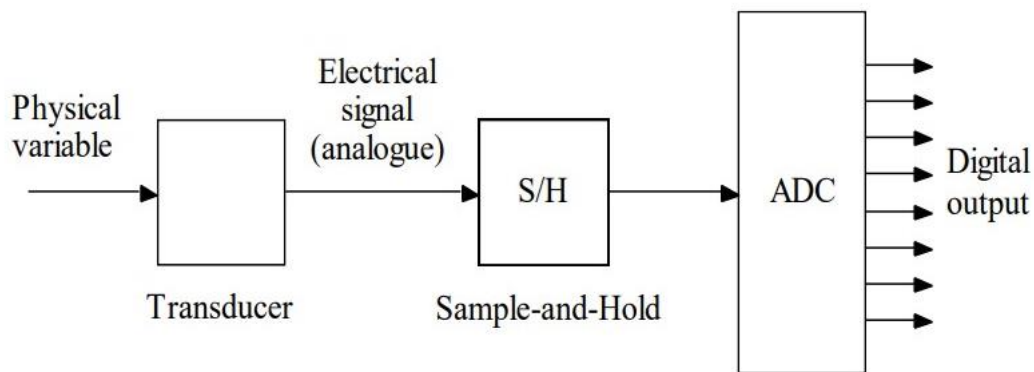 Physical
variable
Transducer
Electrical
signal
(analogue)
S/H
Sample-and-Hold
ADC
Digital
output